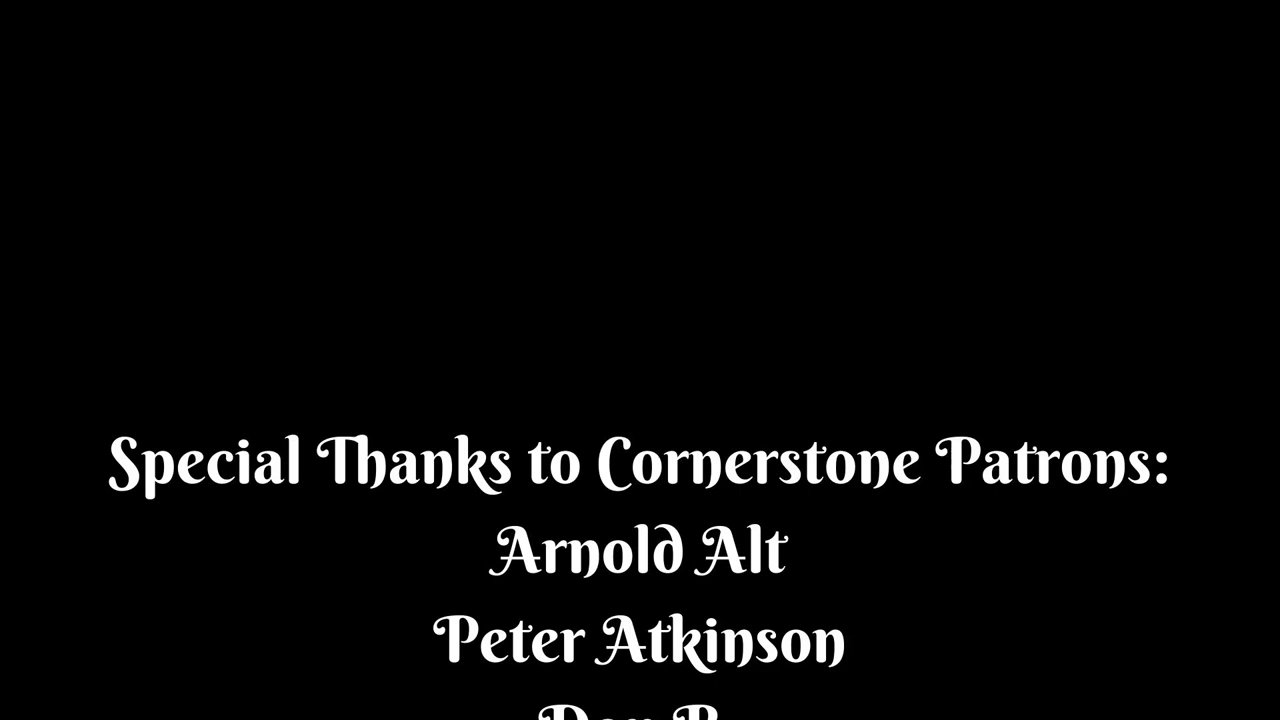 Special Thanks to Cornerstone Patrons:
Arnold Alt
Peter Atkinson